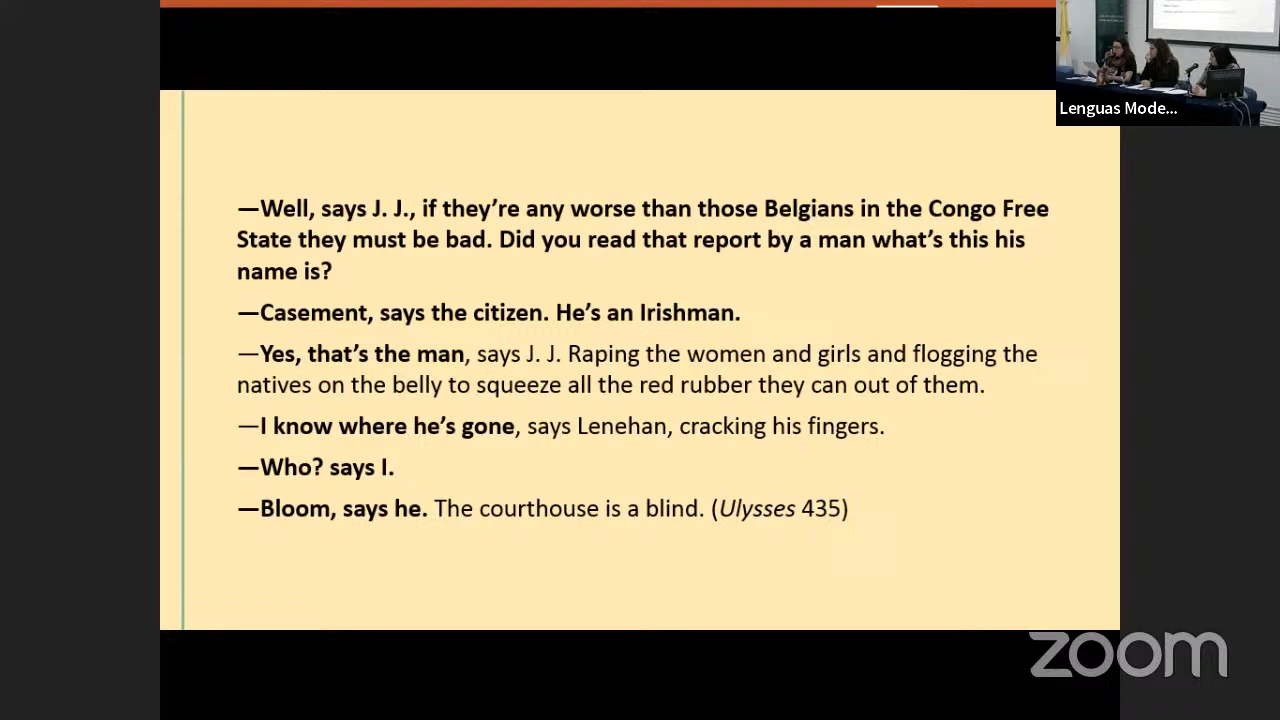 Lenguas Mode...
—Well, says J. J., if they’re any worse than those Belgians in the Congo Free
State they must be bad. Did you read that report by a man what’s this his
name is?
—Casement, says the citizen. He’s an Irishman.
—Yes, that’s the man, says J. J. Raping the women and girls and flogging the
natives on the belly to squeeze all the red rubber they can out of them.
—I know where he’s gone, says Lenehan, cracking his fingers.
—Who? says I.
—Bloom, says he. The courthouse is a blind. (Ulysses 435)
zoom